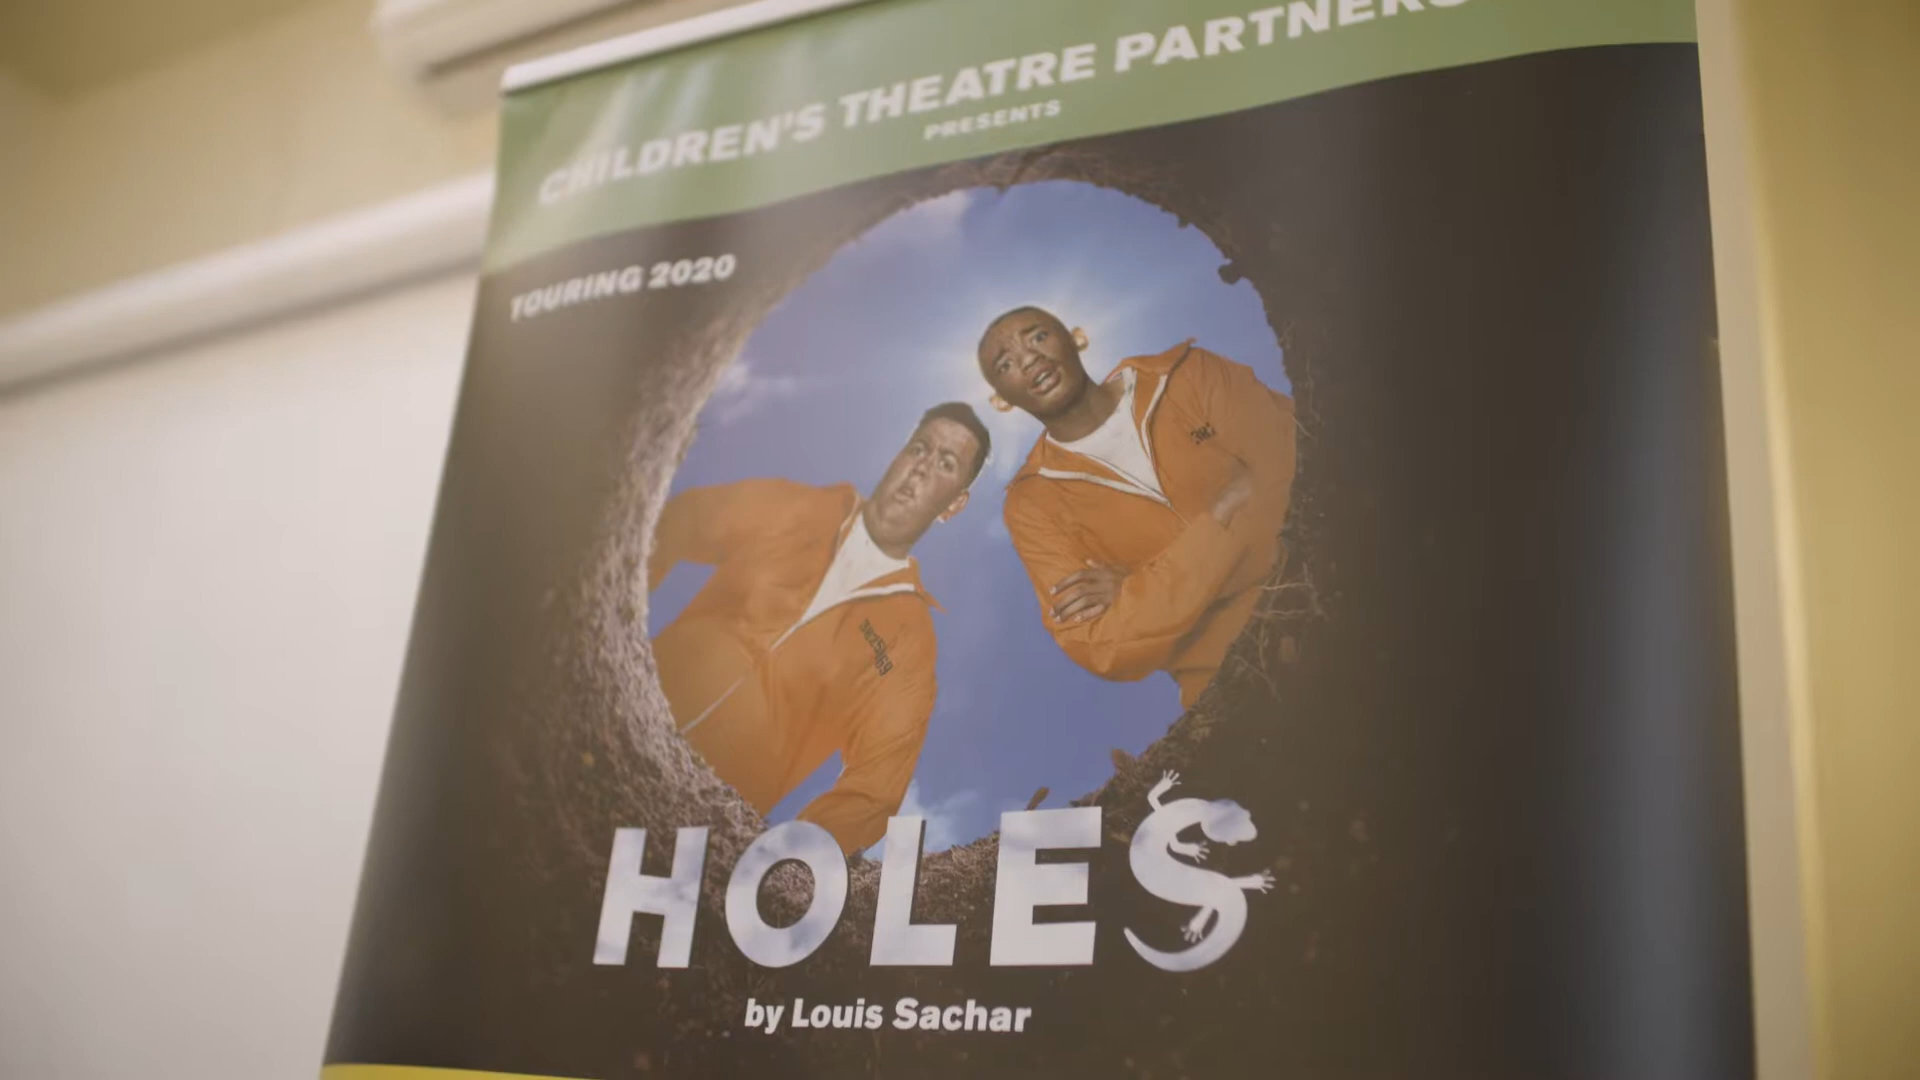 CHILDREN'S THEATRE PARTNERS
PRESENTS
TOURING 2020
HOLES
by Louis Sachar